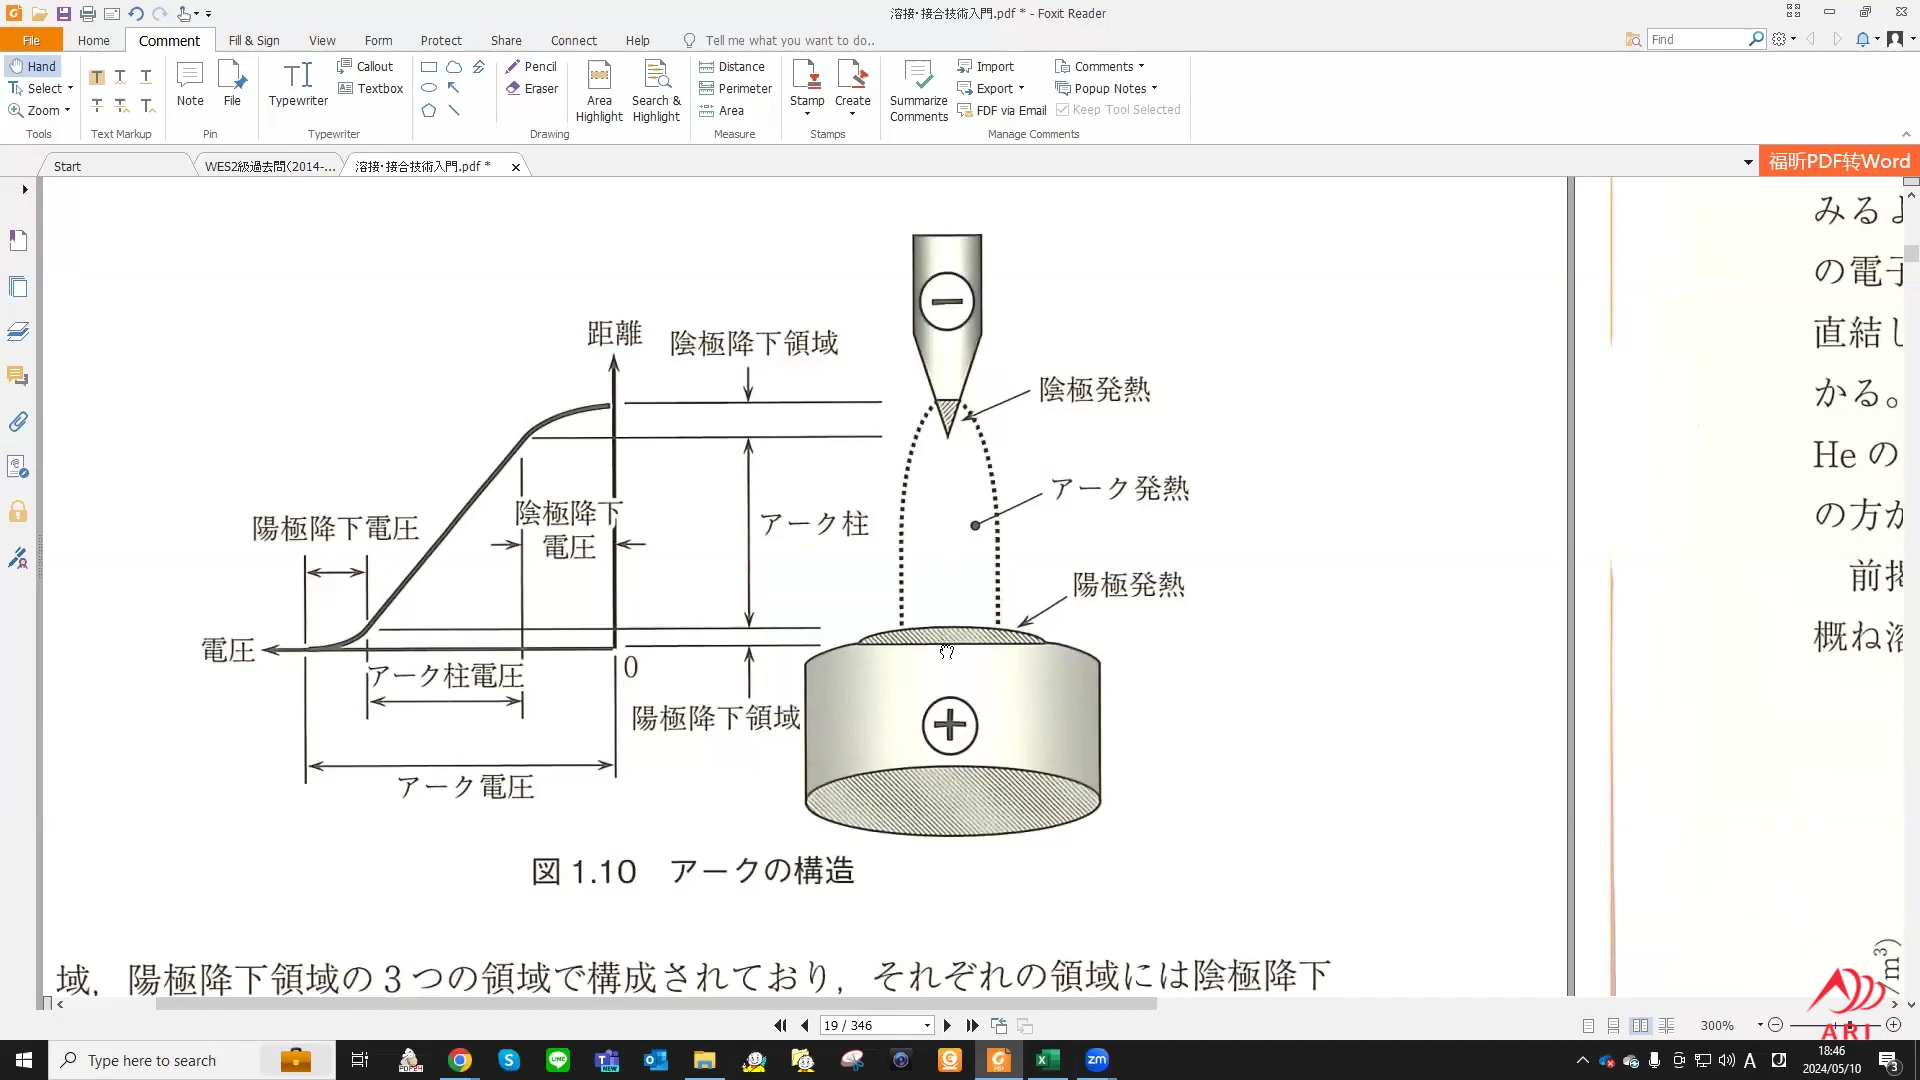 溶接・接合技術入門.pdf * - Foxit Reader
File Home Comment Fill & Sign View Form Protect Share Connect Help Tell me what you want to do.. Find
Hand
Select
Zoom
Tools
Text Markup
Note
File
Pin
Typewriter
Callout
Textbox
Typewriter
Pencil
Eraser
Area Highlight
Search & Highlight
Drawing
Distance
Perimeter
Area
Measure
Stamp
Create
Stamps
Summarize Comments
Import
Export
FDF via Email
Comments
Popup Notes
Keep Tool Selected
Manage Comments
Start WES2級過去問(2014-... 溶接・接合技術入門.pdf * 福昕PDF转Word
距離
陰極降下領域
陰極発熱
アーク発熱
陽極降下電圧
陰極降下
電圧
アーク柱
陽極発熱
電圧
0
アーク柱電圧
陽極降下領域
アーク電圧
図 1.10 アークの構造
域，陽極降下領域の３つの領域で構成されており，それぞれの領域には陰極降下
みるよ
の電子
直結し
かる。
He の
の方が
前掲
概ね溶
/m³)
ARI
19 / 346
300%
Type here to search
18:46
2024/05/10
3